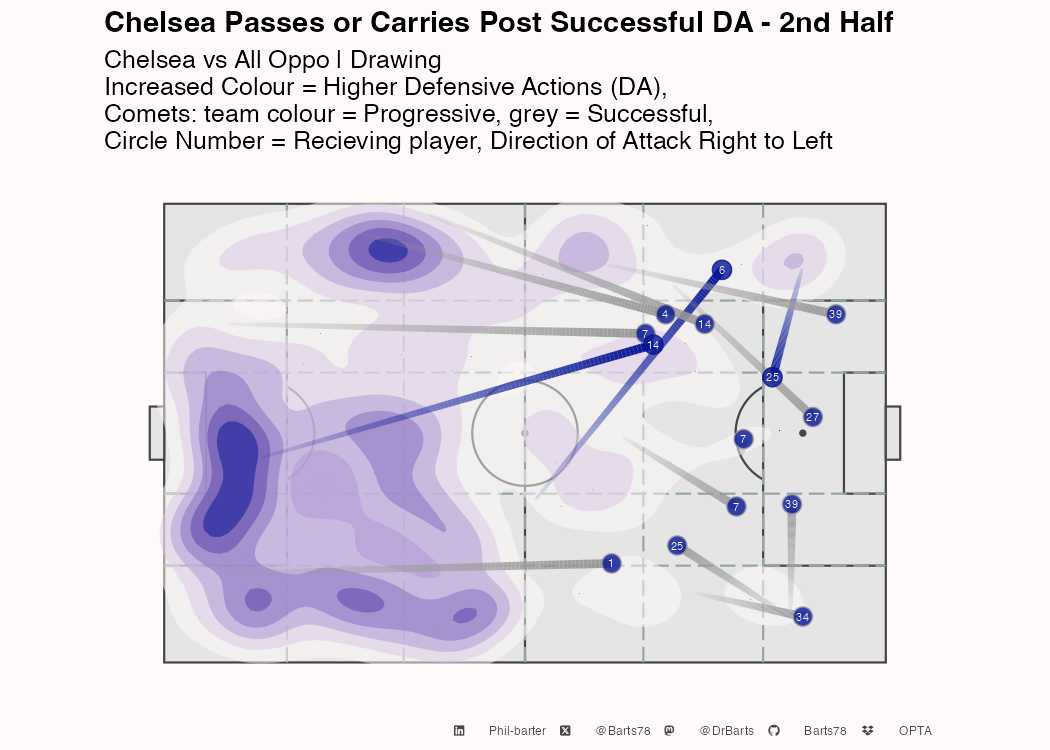 Chelsea Passes or Carries Post Successful DA - 2nd Half
Chelsea vs All Oppo | Drawing
Increased Colour = Higher Defensive Actions (DA),
Comets: team colour = Progressive, grey = Successful,
Circle Number = Recieving player, Direction of Attack Right to Left
6
4
14
39
7
14
25
27
7
7
39
25
1
34
Phil-barter @Barts78 @DrBarts Barts78 OPTA